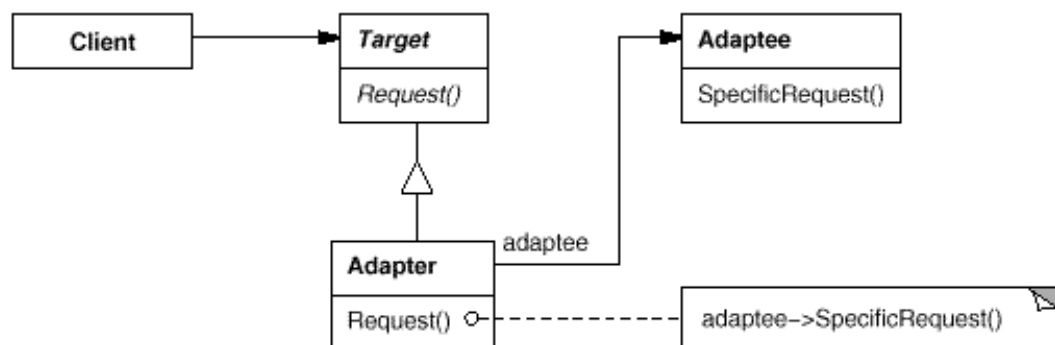 Client
Target
Request()
Adaptee
SpecificRequest()
adaptee
Adapter
Request()
adaptee->SpecificRequest()